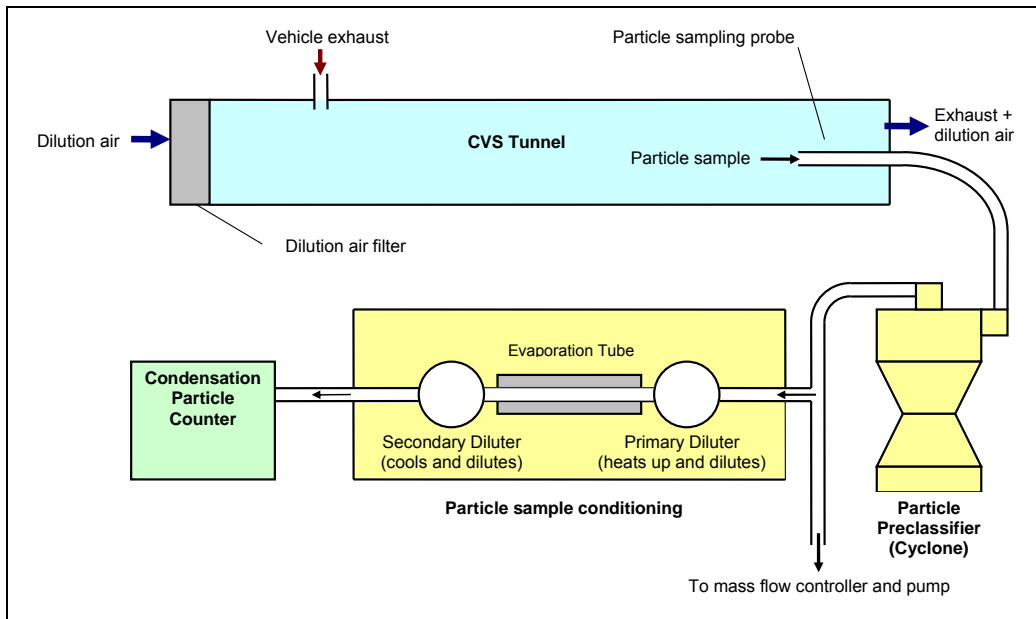 Vehicle exhaust
Particle sampling probe
Dilution air
CVS Tunnel
Exhaust +
dilution air
Particle sample
Dilution air filter
Evaporation Tube
Condensation
Particle
Counter
Secondary Diluter
(cools and dilutes)
Primary Diluter
(heats up and dilutes)
Particle sample conditioning
Particle
Preclassifier
(Cyclone)
To mass flow controller and pump